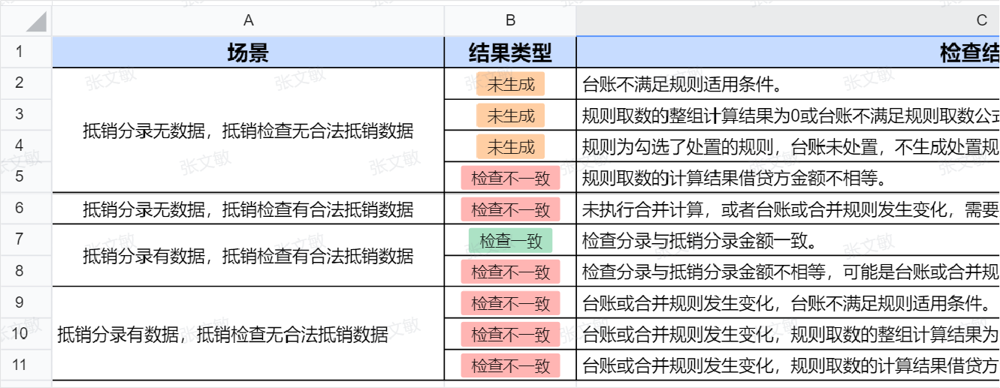 A B C
1 场景 结果类型 检查结
2 未生成 台账不满足规则适用条件。
3 未生成 规则取数的整组计算结果为0或台账不满足规则取数公式
抵销分录无数据，抵销检查无合法抵销数据
4 未生成 规则为勾选了处置的规则，台账未处置，不生成处置规
5 检查不一致 规则取数的计算结果借贷方金额不相等。
6 抵销分录无数据，抵销检查有合法抵销数据 检查不一致 未执行合并计算，或者台账或合并规则发生变化，需要
7 检查一致 检查分录与抵销分录金额一致。
抵销分录有数据，抵销检查有合法抵销数据
8 检查不一致 检查分录与抵销分录金额不相等，可能是台账或合并规
9 检查不一致 台账或合并规则发生变化，台账不满足规则适用条件。
10 抵销分录有数据，抵销检查无合法抵销数据 检查不一致 台账或合并规则发生变化，规则取数的整组计算结果为
11 检查不一致 台账或合并规则发生变化，规则取数的计算结果借贷方
张文敏